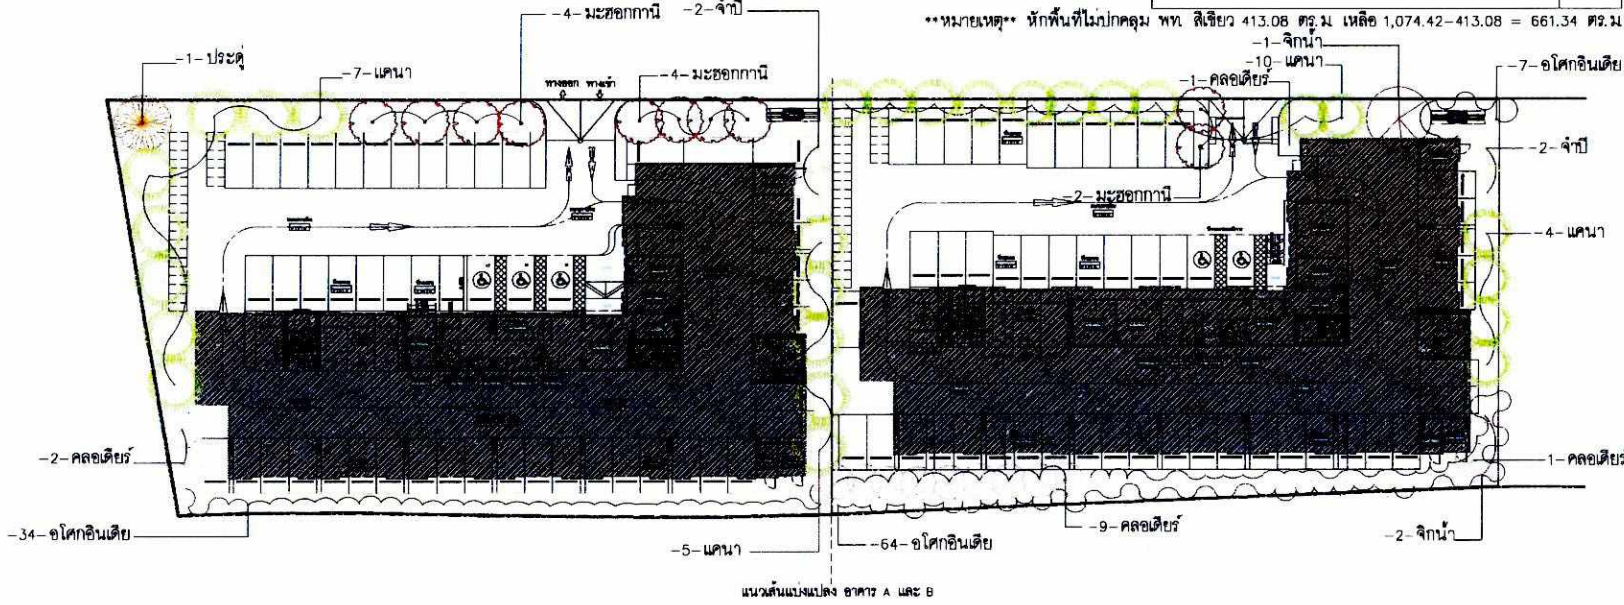 -4-มะฮอกกานี
-2-จำปี
**หมายเหตุ** หักพื้นที่ไม่ปกคลุม พท. สีเขียว 413.08 ตร.ม เหลือ 1,074.42-413.08 = 661.34 ตร.ม
-1-ประดู่
-7-แคนา
ทางออก ทางเข้า
-4-มะฮอกกานี
-1-คลอเดียร์
-1-จิกน้ำ
-10-แคนา
-7-อโศกอินเดีย
-2-จำปี
-2-มะฮอกกานี
-4-แคนา
-2-คลอเดียร์
1-คลอเดียร์
-34-อโศกอินเดีย
-5-แคนา
-64-อโศกอินเดีย
-9-คลอเดียร์
-2-จิกน้ำ
แนวเส้นแบ่งแปลง อาคาร A และ B